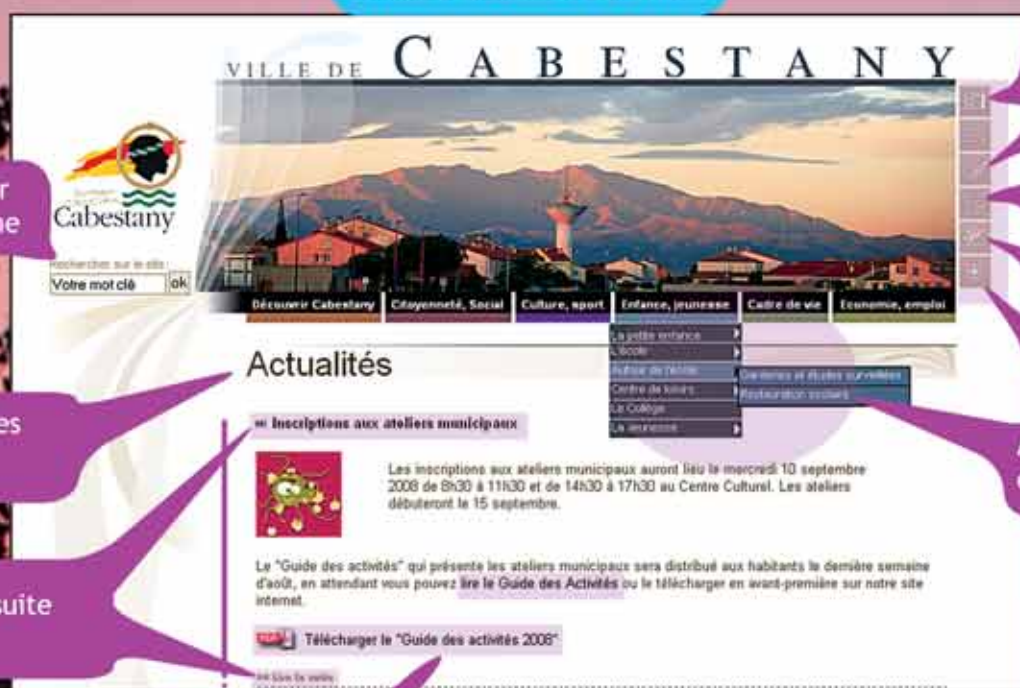 VILLE DE CABESTANY
Cabestany
Rechercher sur le site :
Votre mot clé
ok
Découvrir Cabestany
Citoyenneté, Social
Culture, sport
Enfance, jeunesse
Cadre de vie
Economie, emploi
La petite enfance
L'école
Autour de l'école
Centre de loisirs
Le Collège
La Jeunesse
Garderies et études surveillées
Restauration scolaire
Actualités
Inscriptions aux ateliers municipaux
Les inscriptions aux ateliers municipaux auront lieu le mercredi 10 septembre
2008 de 8h30 à 11h30 et de 14h30 à 17h30 au Centre Culturel. Les ateliers
débuteront le 15 septembre.
Le "Guide des activités" qui présente les ateliers municipaux sera distribué aux habitants la dernière semaine
d'août, en attendant vous pouvez lire le Guide des Activités ou le télécharger en avant-première sur notre site
internet.
Télécharger le "Guide des activités 2008"
Lire la suite
suite